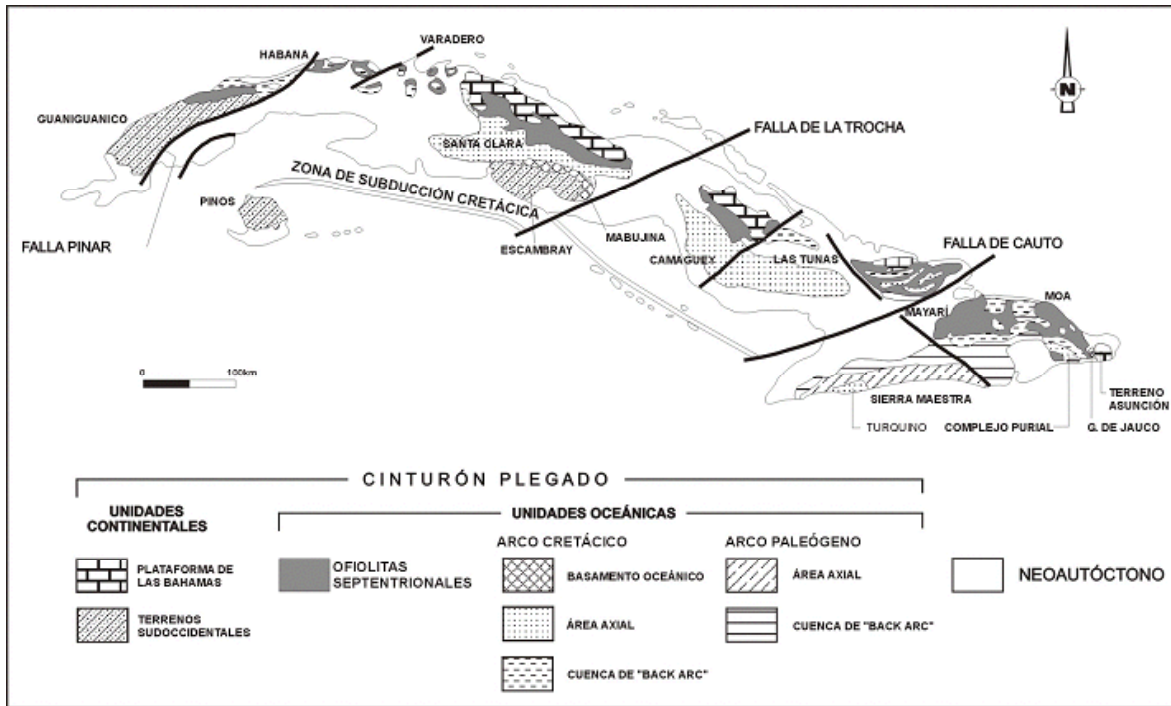 VARADERO
HABANA
N
GUANIGUANICO
FALLA DE LA TROCHA
SANTA CLARA
ZONA DE SUBDUCCIÓN CRETÁCICA
PINOS
FALLA PINAR
ESCAMBRAY
MABUJINA
CAMAGUEY
LAS TUNAS
FALLA DE CAUTO
MAYARÍ
MOA
0 100km
SIERRA MAESTRA
TERRENO
ASUNCIÓN
TURQUINO
COMPLEJO PURIAL
G. DE JAUCO
CINTURÓN PLEGADO
UNIDADES
CONTINENTALES
UNIDADES OCEÁNICAS
ARCO CRETÁCICO
ARCO PALEÓGENO
PLATAFORMA DE
LAS BAHAMAS
OFIOLITAS
SEPTENTRIONALES
BASAMENTO OCEÁNICO
ÁREA AXIAL
NEOAUTÓCTONO
TERRENOS
SUDOCCIDENTALES
ÁREA AXIAL
CUENCA DE "BACK ARC"
CUENCA DE "BACK ARC"